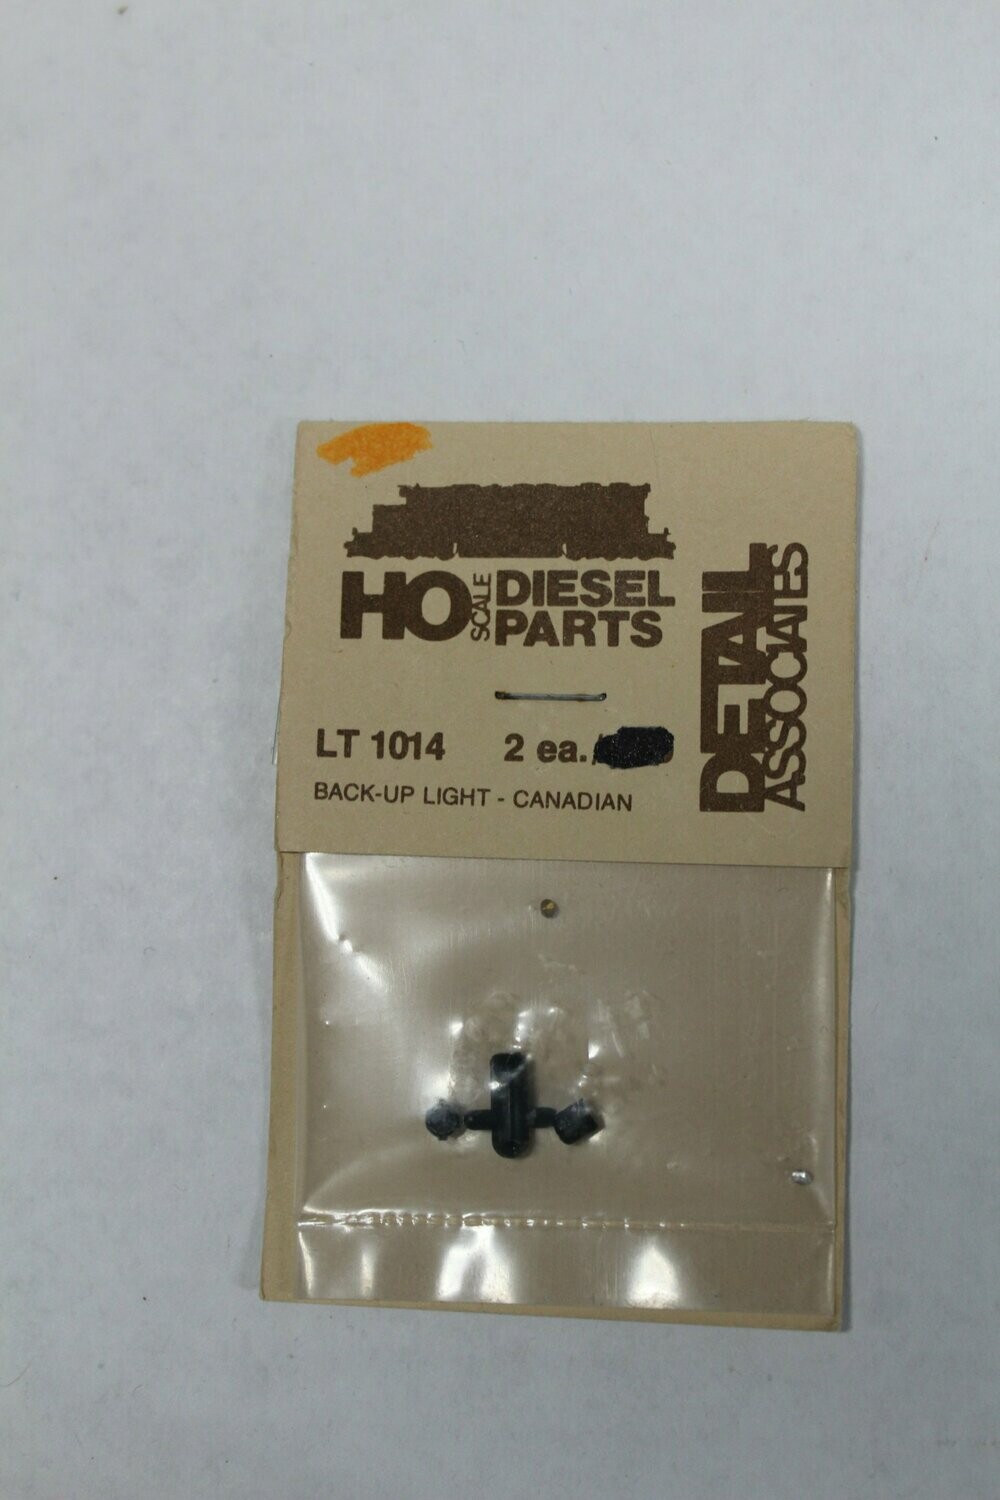 HO SCALE DIESEL PARTS
LT 1014 2 ea.
BACK-UP LIGHT - CANADIAN
DETAIL
ASSOCIATES